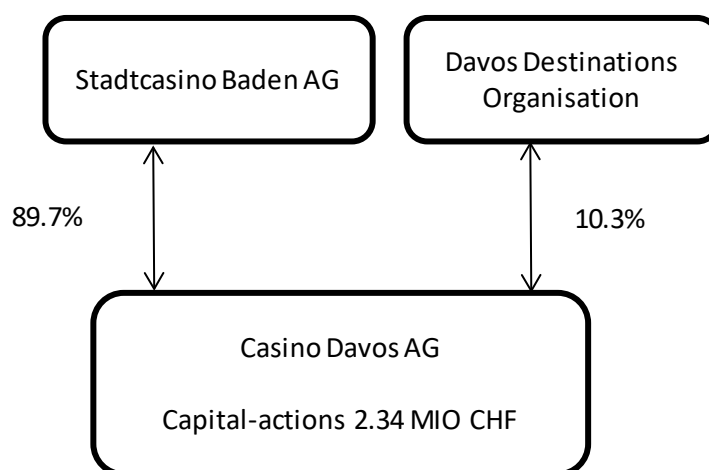 Stadtcasino Baden AG
Davos Destinations
Organisation
89.7%
10.3%
Casino Davos AG
Capital-actions 2.34 MIO CHF